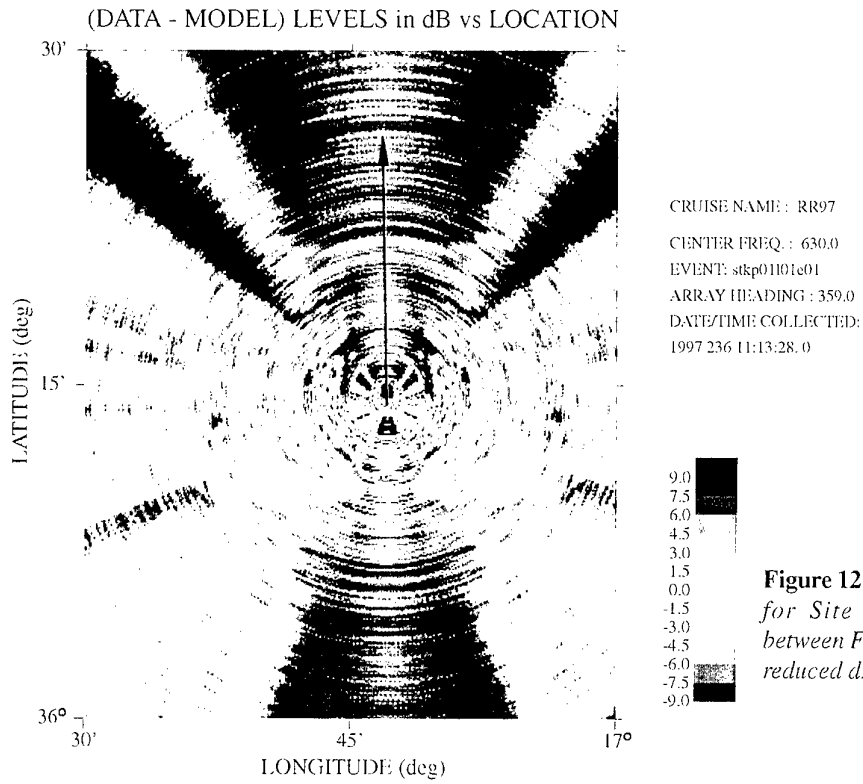 (DATA - MODEL) LEVELS in dB vs LOCATION
30'
15'
36°
LATITUDE (deg)
30'
45'
17°
LONGITUDE (deg)
CRUISE NAME : RR97
CENTER FREQ. : 630.0
EVENT: stkp01l01e01
ARRAY HEADING : 359.0
DATE/TIME COLLECTED:
1997 236 11:13:28. 0
9.0
7.5
6.0
4.5
3.0
1.5
0.0
-1.5
-3.0
-4.5
-6.0
-7.5
-9.0
Figure 12
for Site
between F
reduced d